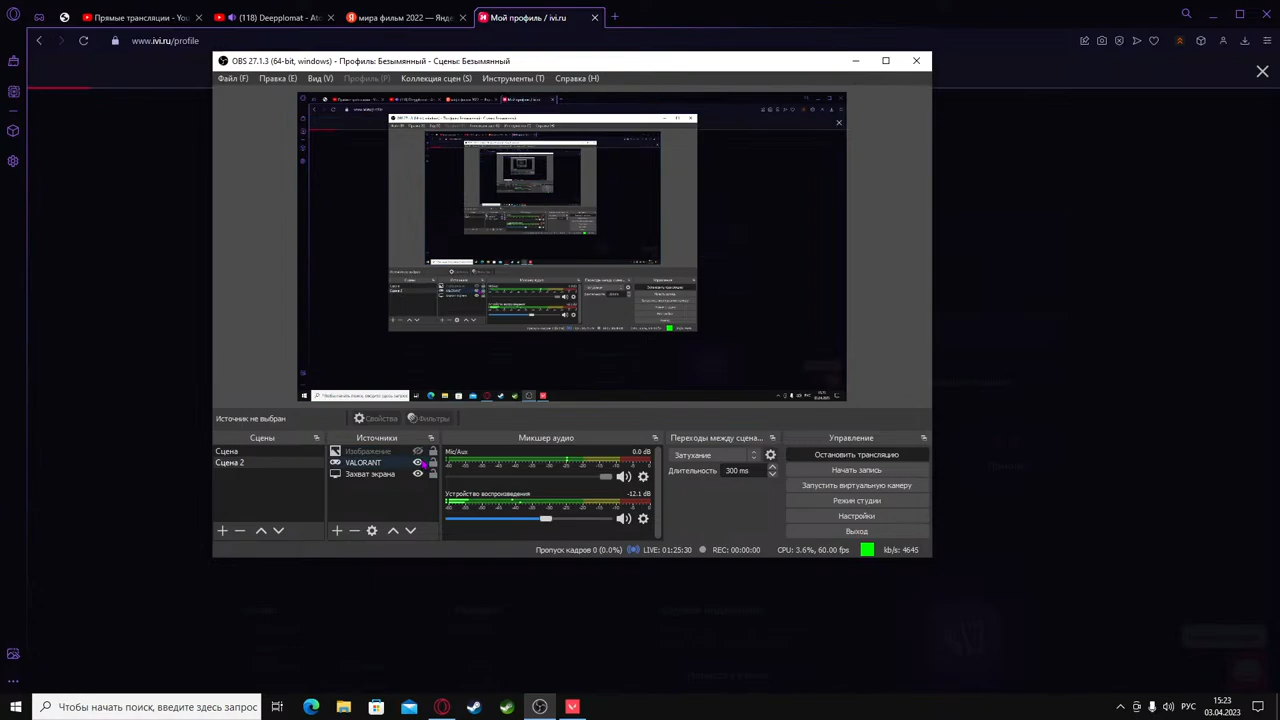 Прямые трансляции - You
(118) Deepplomat - Ato
мира фильм 2022 — Янде
Мой профиль / ivi.ru
www.ivi.ru/profile
OBS 27.1.3 (64-bit, windows) - Профиль: Безымянный - Сцены: Безымянный
Файл (F)
Правка (E)
Вид (V)
Профиль (P)
Коллекция сцен (S)
Инструменты (T)
Справка (H)
Источник не выбран
Свойства
Фильтры
Сцены
Источники
Микшер аудио
Переходы между сцена...
Управление
Сцена
Сцена 2
Изображение
VALORANT
Захват экрана
Mic/Aux
0.0 dB
Устройство воспроизведения
-12.1 dB
Затухание
Длительность
300 ms
Остановить трансляцию
Начать запись
Запустить виртуальную камеру
Режим студии
Настройки
Выход
Пропуск кадров 0 (0.0%)
LIVE: 01:25:30
REC: 00:00:00
CPU: 3.6%, 60.00 fps
kb/s: 4645
Чтобы начать поиск, введите здесь запрос
РУС
15:23
03.04.2023